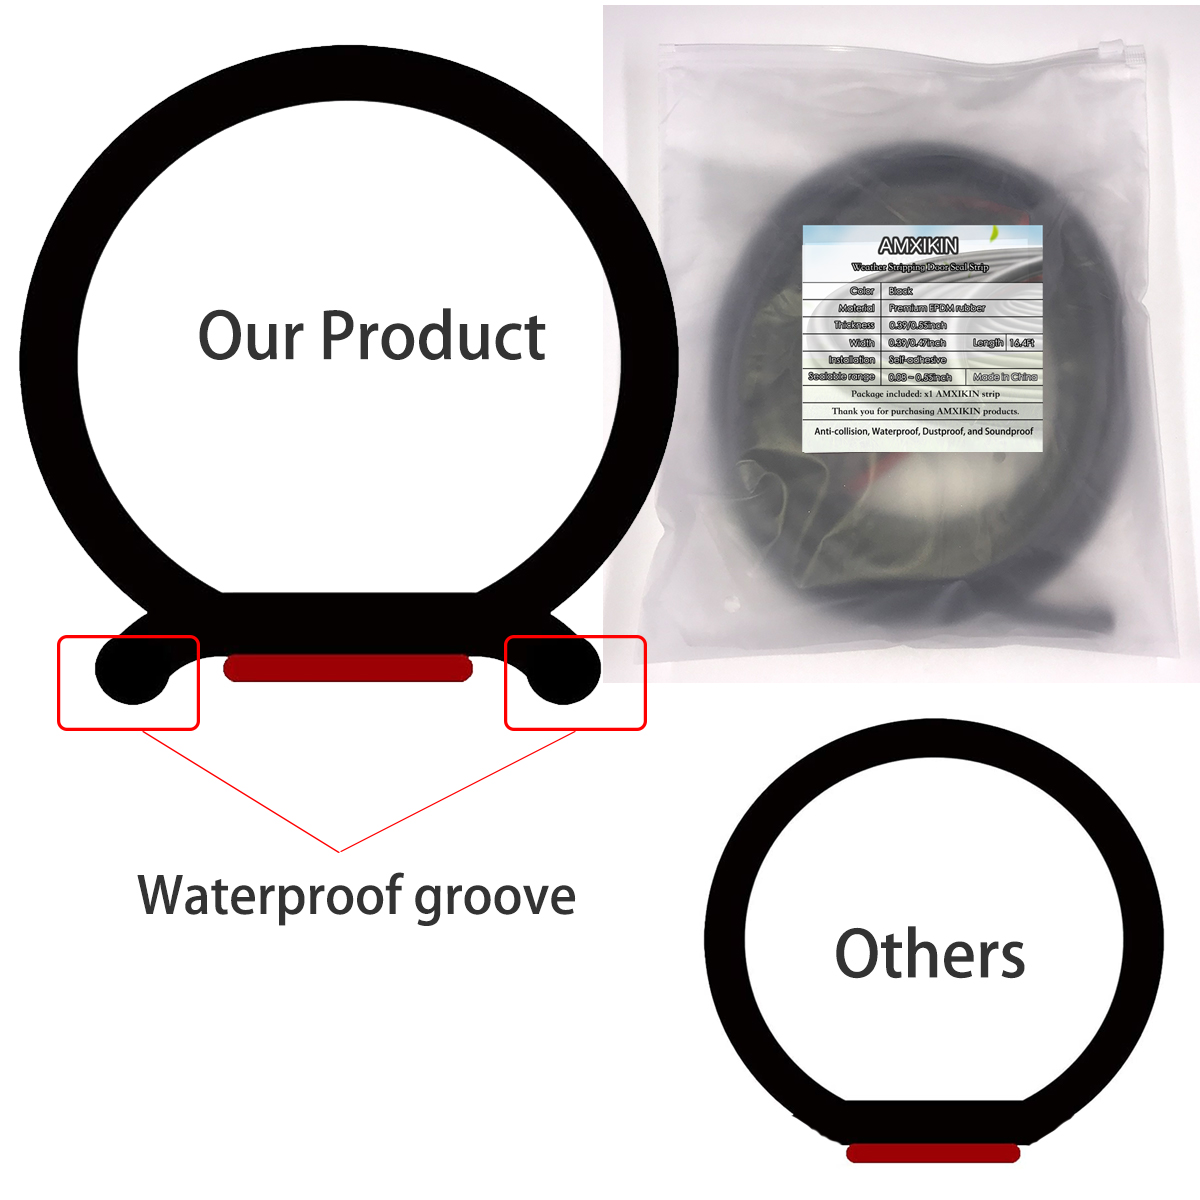 Our Product
AMXIKIN
Weather Stripping Door Seal Strip
Color Black
Material Premium EPDM rubber
Thickness 0.39/0.55inch
Width 0.39/0.47inch Length 16.4Ft
Installation Self-adhesive
Sealable range 0.08~0.55inch Made in China
Package included: x1 AMXIKIN strip
Thank you for purchasing AMXIKIN products.
Anti-collision, Waterproof, Dustproof, and Soundproof
Waterproof groove
Others